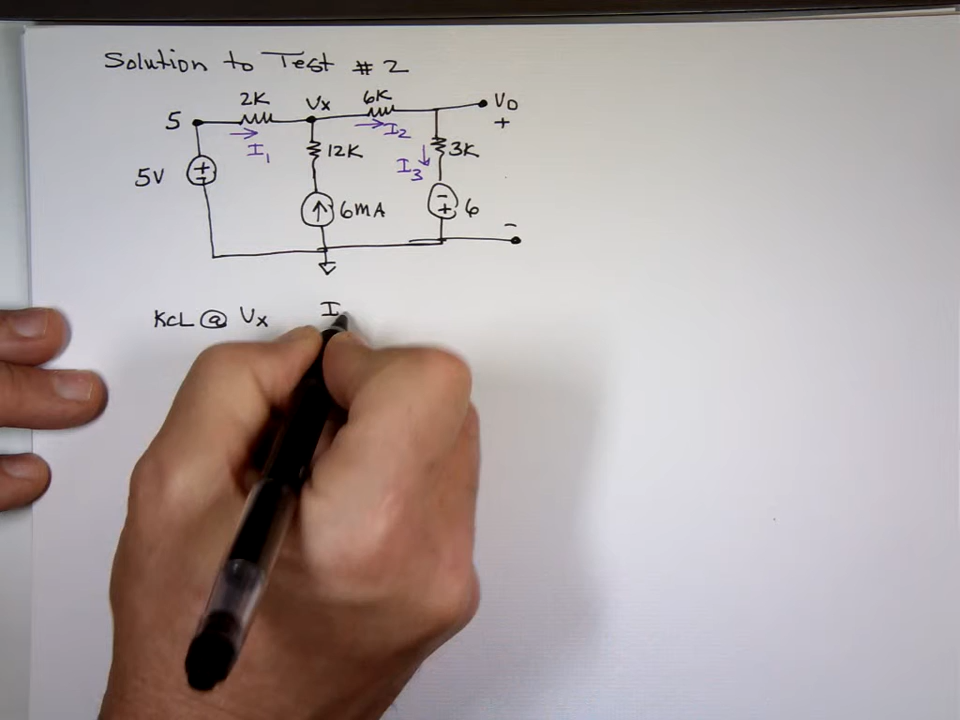 Solution to Test # 2
2K Vx 6K VO
5 +
I1 I2
5V 12K I3 3K
6mA - + 6 -
KCL @ Vx I